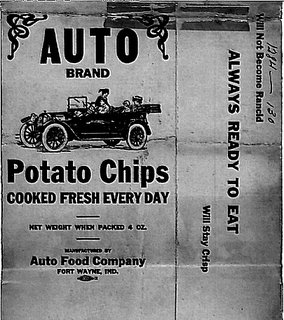 AUTO
BRAND
Potato Chips
COOKED FRESH EVERY DAY
NET WEIGHT WHEN PACKED 4 OZ.
MANUFACTURED BY
Auto Food Company
FORT WAYNE, IND.
Will Not Become Rancid
ALWAYS READY TO EAT
Will Stay Crisp